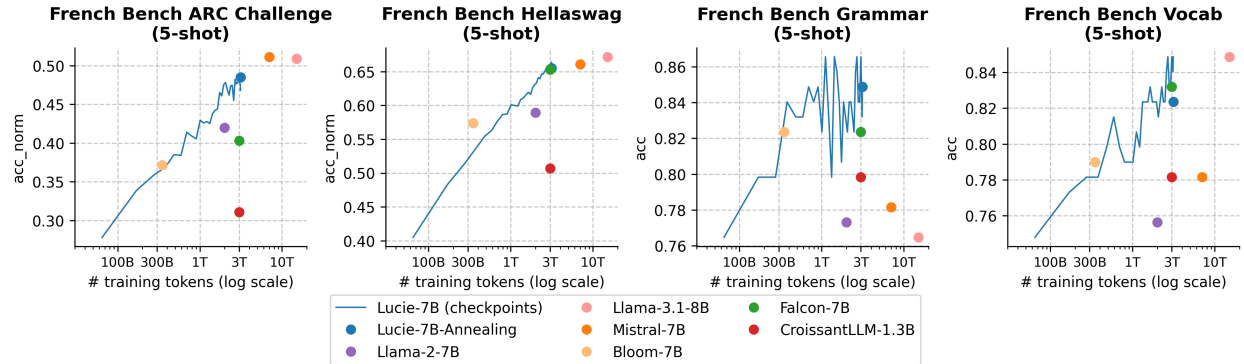 French Bench ARC Challenge
(5-shot)
0.50
0.45
0.40
0.35
0.30
acc_norm
100B 300B 1T 3T 10T
# training tokens (log scale)
French Bench Hellaswag
(5-shot)
0.65
0.60
0.55
0.50
0.45
0.40
acc_norm
100B 300B 1T 3T 10T
# training tokens (log scale)
French Bench Grammar
(5-shot)
0.86
0.84
0.82
0.80
0.78
0.76
acc
100B 300B 1T 3T 10T
# training tokens (log scale)
French Bench Vocab
(5-shot)
0.84
0.82
0.80
0.78
0.76
acc
100B 300B 1T 3T 10T
# training tokens (log scale)
Lucie-7B (checkpoints)
Lucie-7B-Annealing
Llama-2-7B
Llama-3.1-8B
Mistral-7B
Bloom-7B
Falcon-7B
CroissantLLM-1.3B